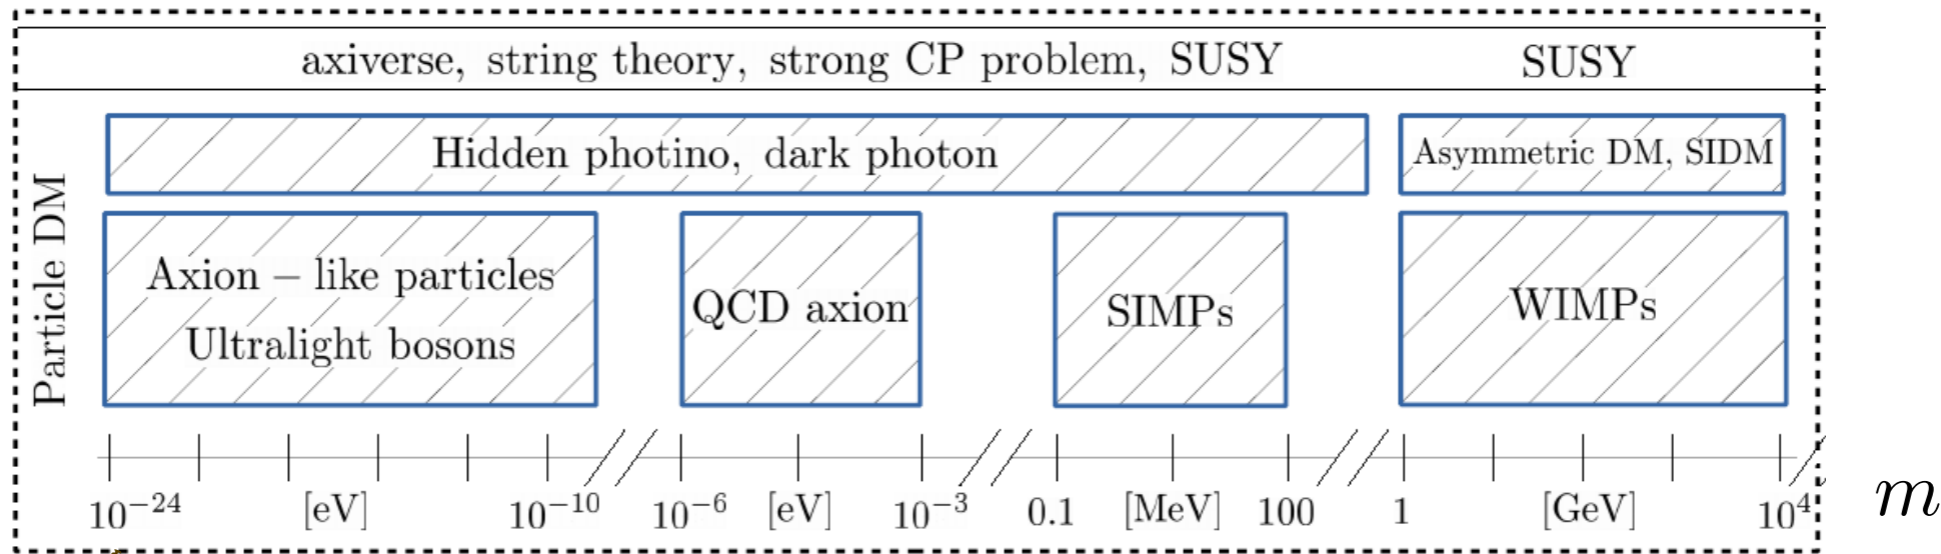 axiverse, string theory, strong CP problem, SUSY SUSY
Hidden photino, dark photon
Asymmetric DM, SIDM
Particle DM
Axion – like particles
Ultralight bosons
QCD axion
SIMPs
WIMPs
10⁻²⁴ [eV] 10⁻¹⁰ 10⁻⁶ [eV] 10⁻³ 0.1 [MeV] 100 1 [GeV] 10⁴
m